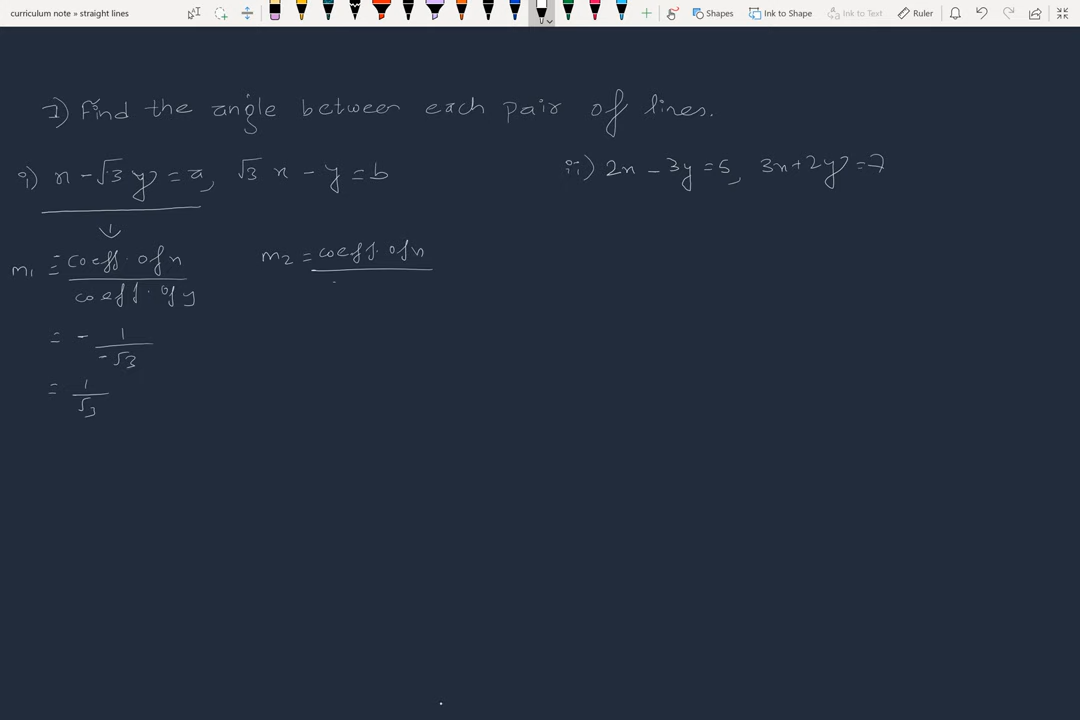 curriculum note » straight lines
Shapes Ink to Shape Ink to Text Ruler
1) Find the angle between each pair of lines.
i) x - √3 y = a, √3 x - y = b
ii) 2x - 3y = 5, 3x + 2y = 7
m₁ = coeff. of x / coeff. of y
m₂ = coeff. of x
= - 1 / -√3
= 1 / √3